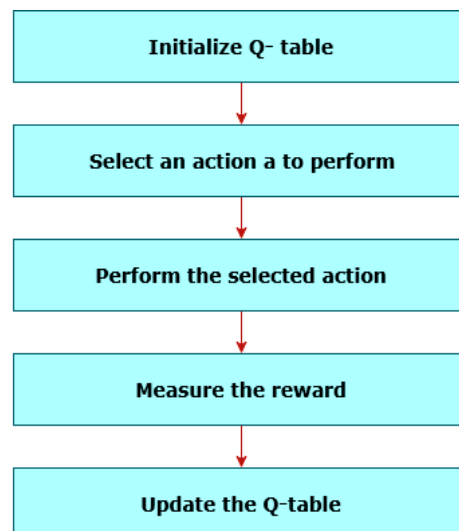 Initialize Q- table
Select an action a to perform
Perform the selected action
Measure the reward
Update the Q-table